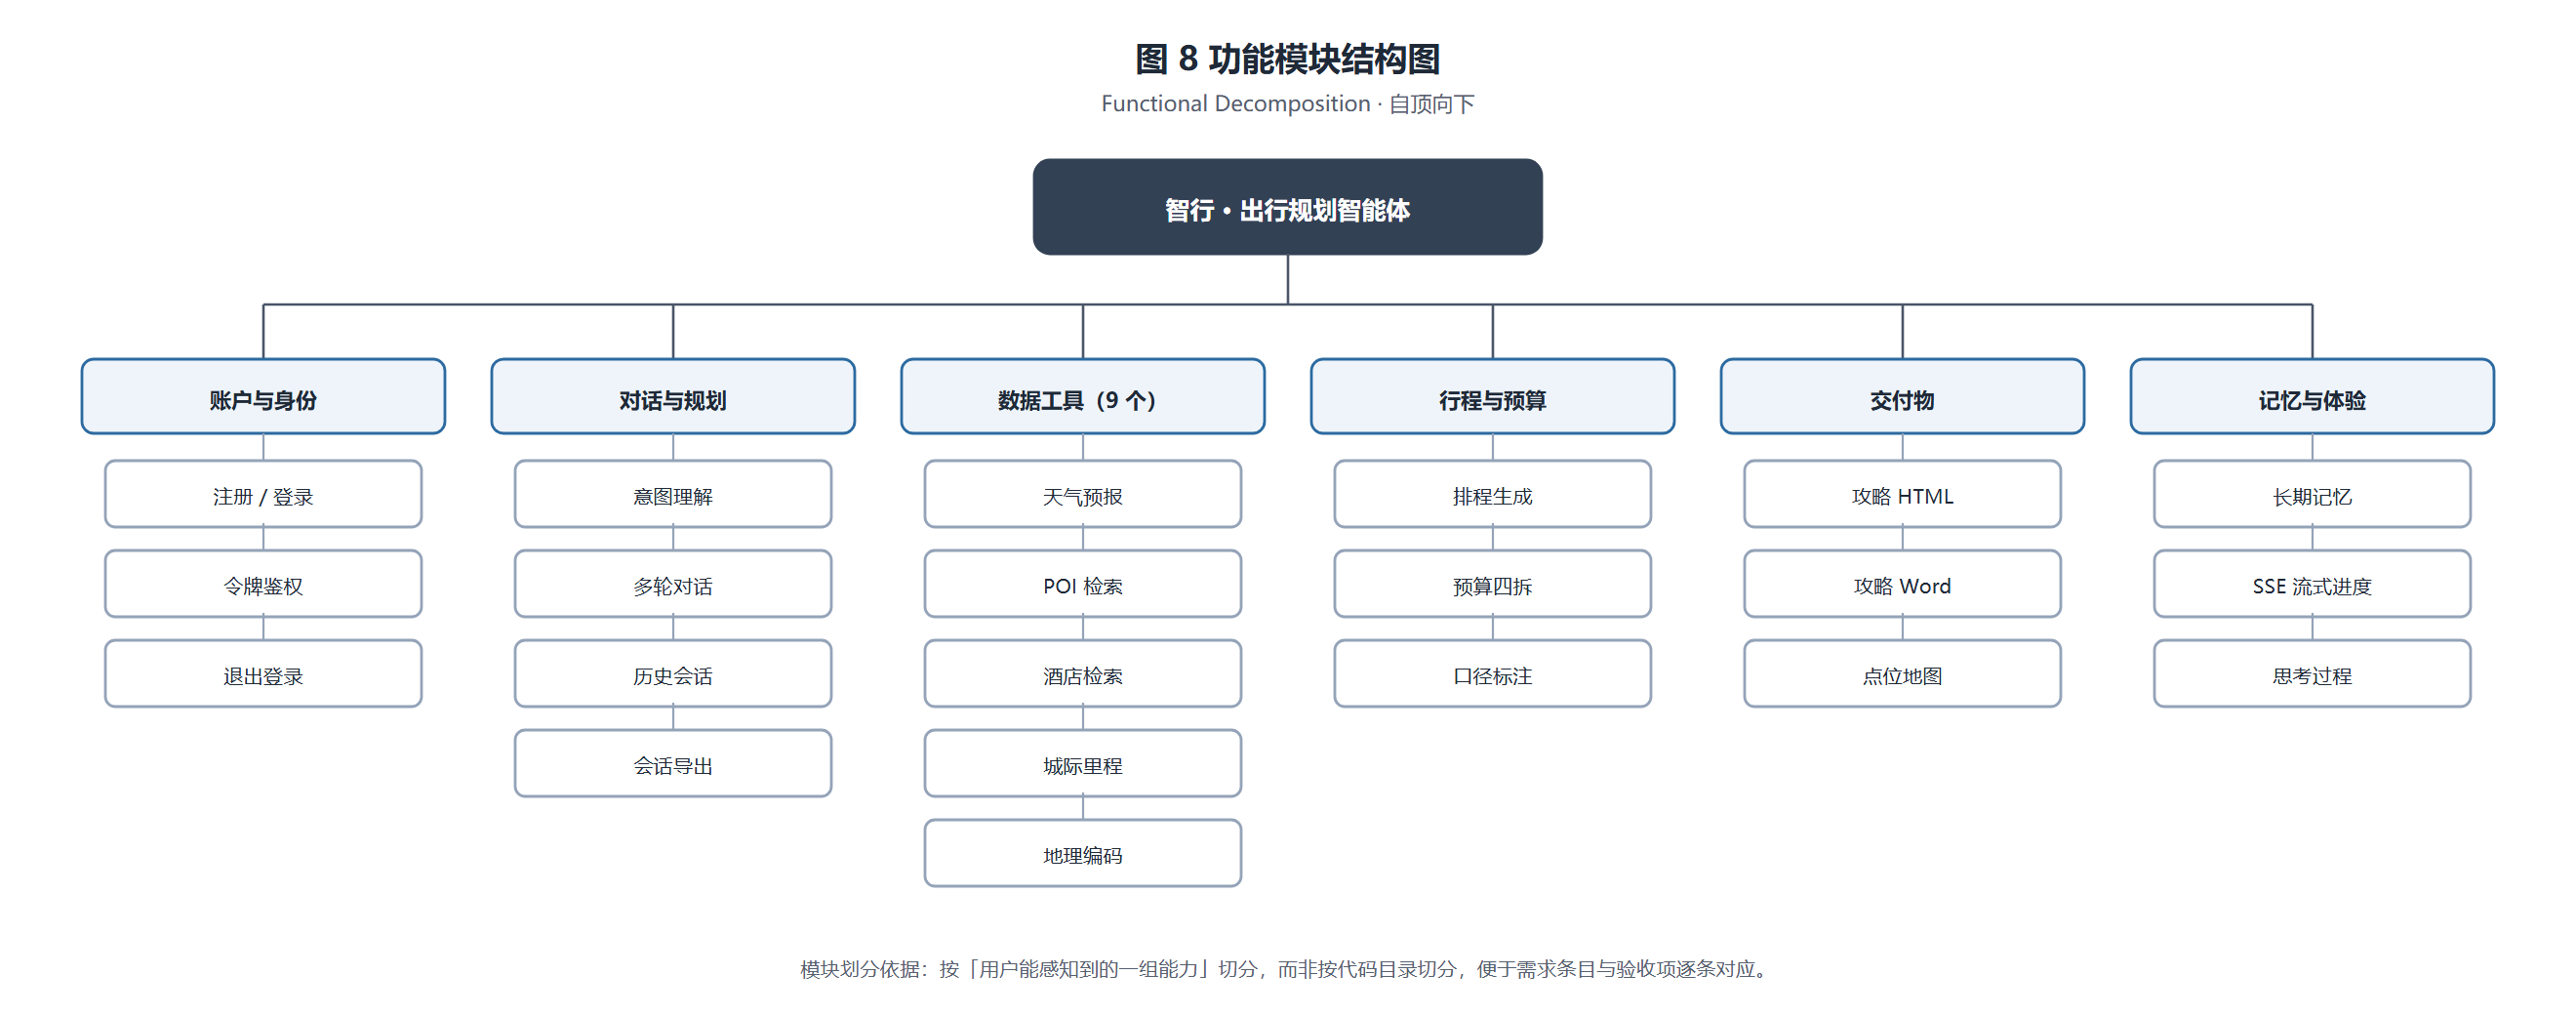 图 8 功能模块结构图
Functional Decomposition · 自顶向下
智行 · 出行规划智能体
账户与身份
对话与规划
数据工具（9 个）
行程与预算
交付物
记忆与体验
注册 / 登录
意图理解
天气预报
排程生成
攻略 HTML
长期记忆
令牌鉴权
多轮对话
POI 检索
预算四拆
攻略 Word
SSE 流式进度
退出登录
历史会话
酒店检索
口径标注
点位地图
思考过程
会话导出
城际里程
地理编码
模块划分依据：按「用户能感知到的一组能力」切分，而非按代码目录切分，便于需求条目与验收项逐条对应。